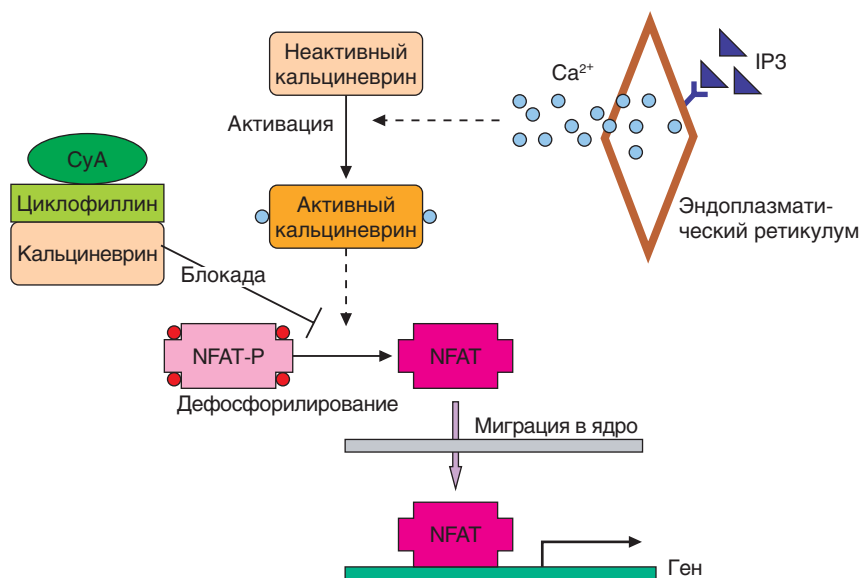 Неактивный
кальциневрин
Ca²⁺
IP3
Активация
CyA
Циклофиллин
Кальциневрин
Активный
кальциневрин
Эндоплазмати-
ческий ретикулум
Блокада
NFAT-P
NFAT
Дефосфорилирование
Миграция в ядро
NFAT
Ген